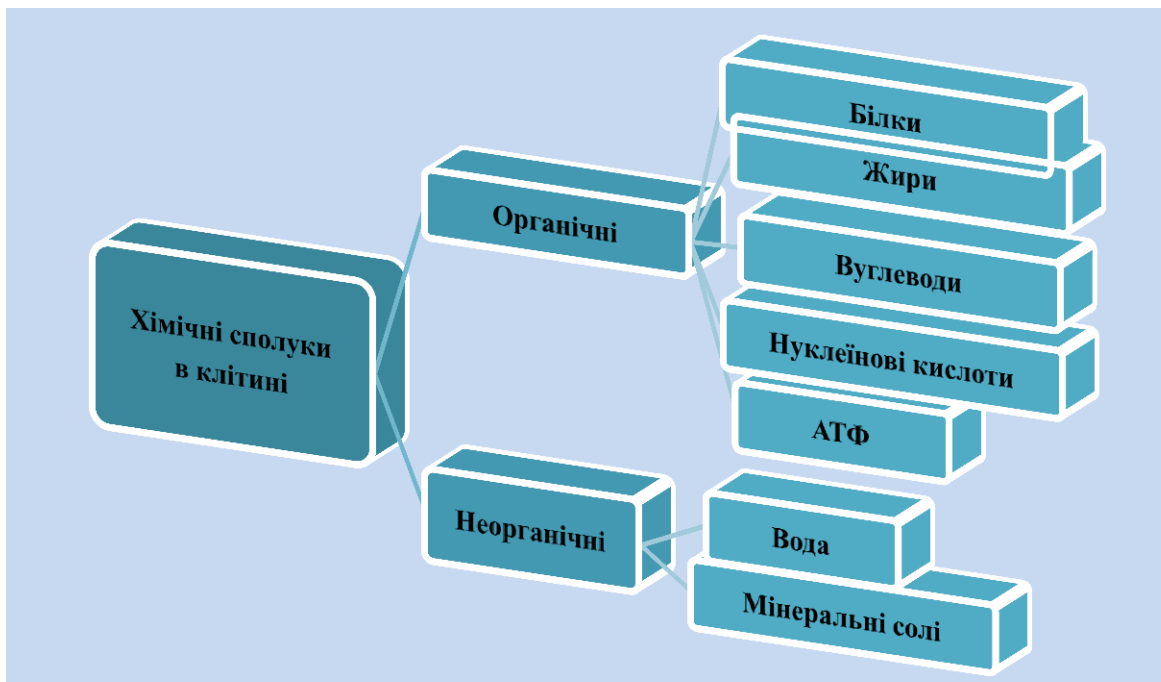 Хімічні сполуки
в клітині
Органічні
Білки
Жири
Вуглеводи
Нуклеїнові кислоти
АТФ
Неорганічні
Вода
Мінеральні солі